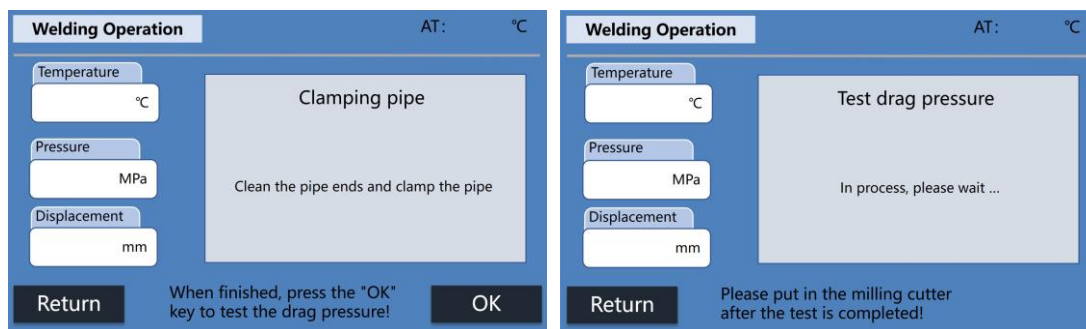 Welding Operation
AT: ℃
Temperature
℃
Pressure
MPa
Displacement
mm
Clamping pipe
Clean the pipe ends and clamp the pipe
Return
When finished, press the "OK"
key to test the drag pressure!
OK
Welding Operation
AT: ℃
Temperature
℃
Pressure
MPa
Displacement
mm
Test drag pressure
In process, please wait ...
Return
Please put in the milling cutter
after the test is completed!